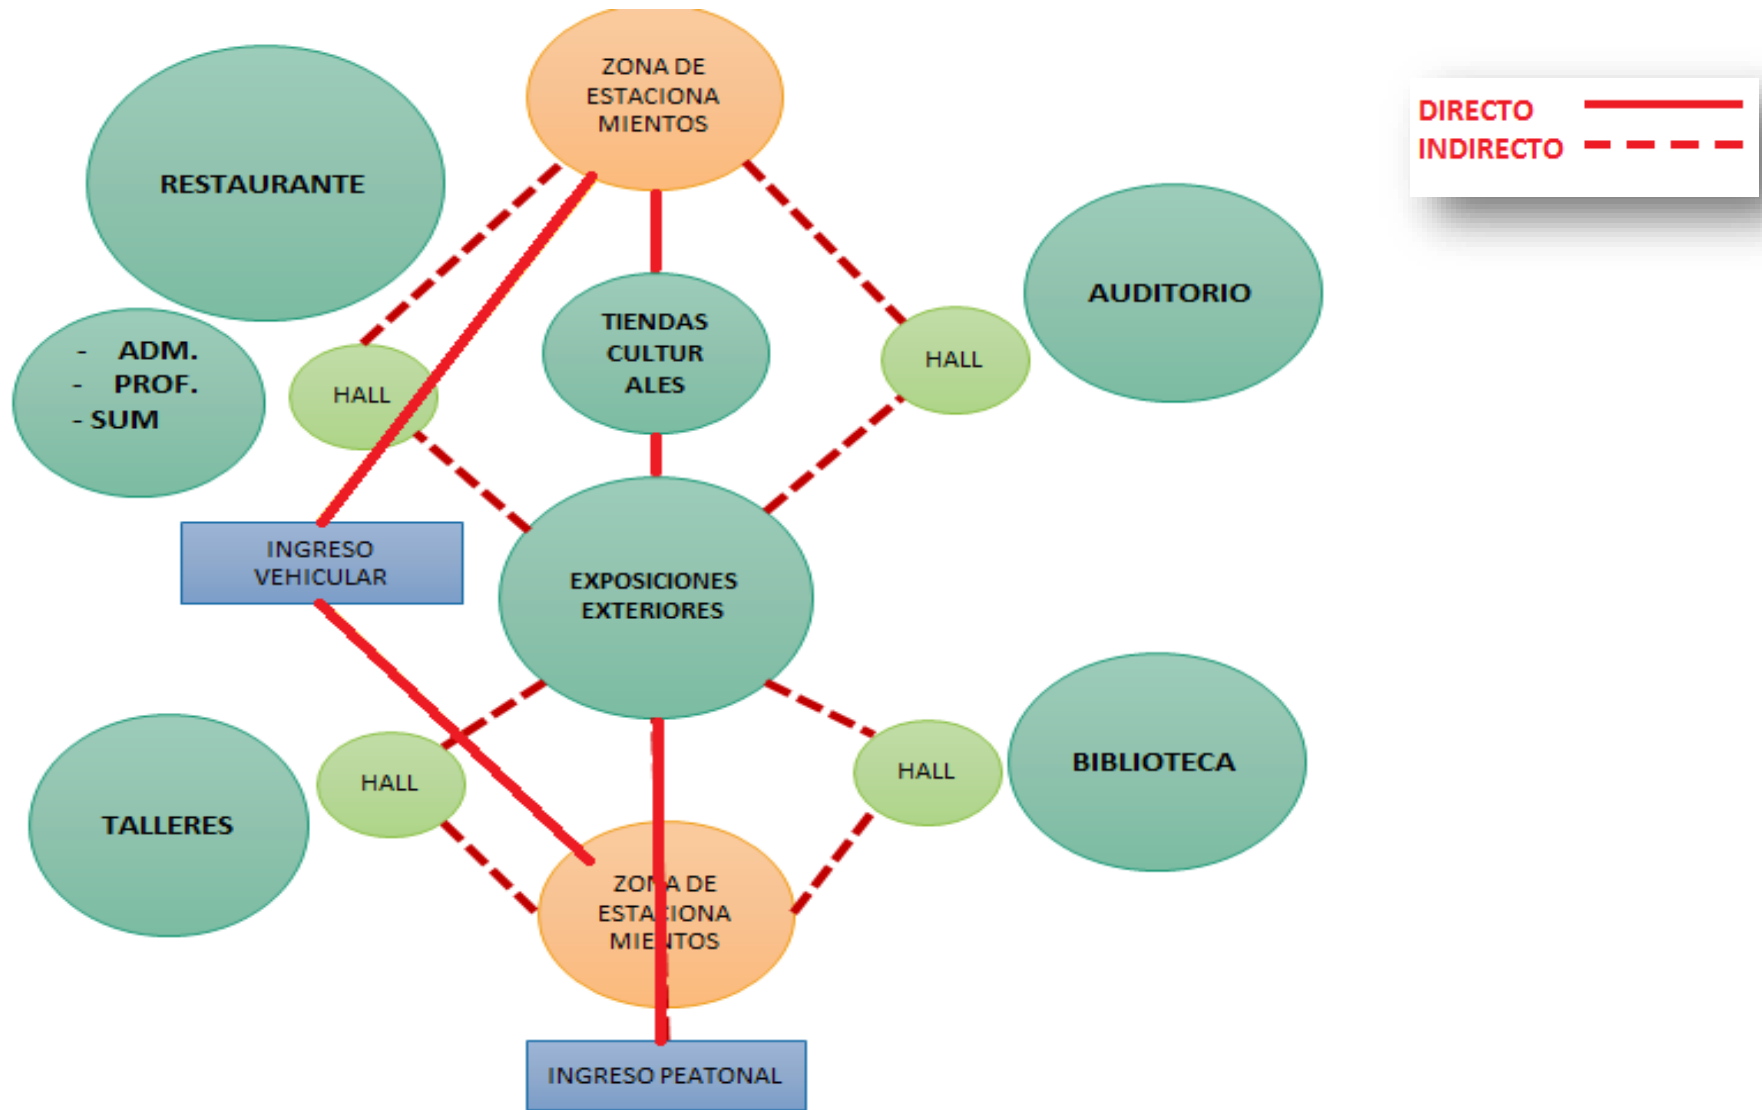 ZONA DE
ESTACIONA
MIENTOS
DIRECTO
INDIRECTO
RESTAURANTE
AUDITORIO
TIENDAS
CULTUR
ALES
- ADM.
- PROF.
- SUM
HALL
HALL
INGRESO
VEHICULAR
EXPOSICIONES
EXTERIORES
TALLERES
HALL
HALL
BIBLIOTECA
ZONA DE
ESTACIONA
MIENTOS
INGRESO PEATONAL